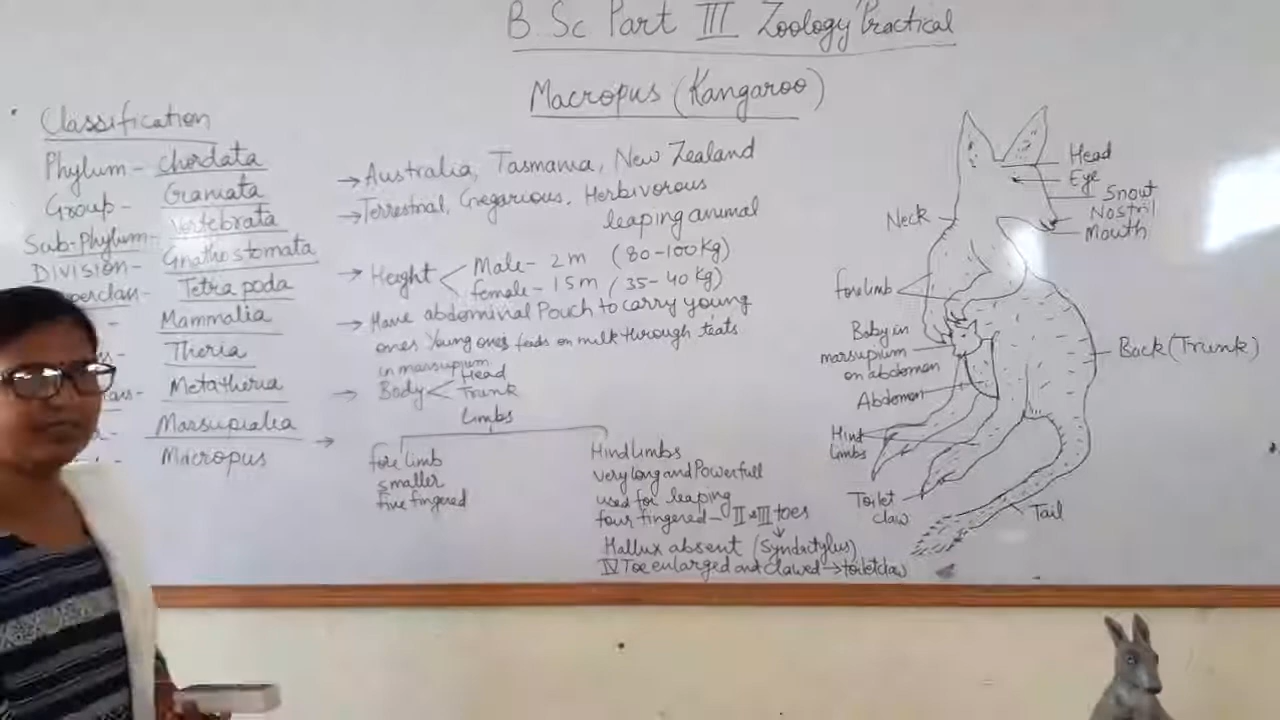 B.Sc Part III Zoology Practical
Macropus (Kangaroo)
Classification
Phylum - Chordata
Group - Craniata
Sub-phylum - Vertebrata
DIVISION - Gnathostomata
Tetrapoda
Mammalia
Theria
Metatheria
Marsupialia
Macropus
→ Australia, Tasmania, New Zealand
→ Terrestrial, Gregarious, Herbivorous
leaping animal
→ Height < Male - 2 m (80-100 kg)
female - 1.5 m (35-40 kg)
→ Have abdominal Pouch to carry young
ones Young ones feeds on milk through teats
in marsupium
→ Body < Head
Trunk
Limbs
→
fore limb
smaller
five fingered
Hindlimbs
very long and Powerfull
used for leaping
four fingered - II & III toes
Hallux absent (Syndactylus)
IV Toe enlarged and clawed → toiletclaw
Head
Eye
Snout
Nostril
Mouth
Neck
forelimb
Baby in
marsupium
on abdomen
Abdomen
Back (Trunk)
Hind
limbs
Toilet
claw
Tail